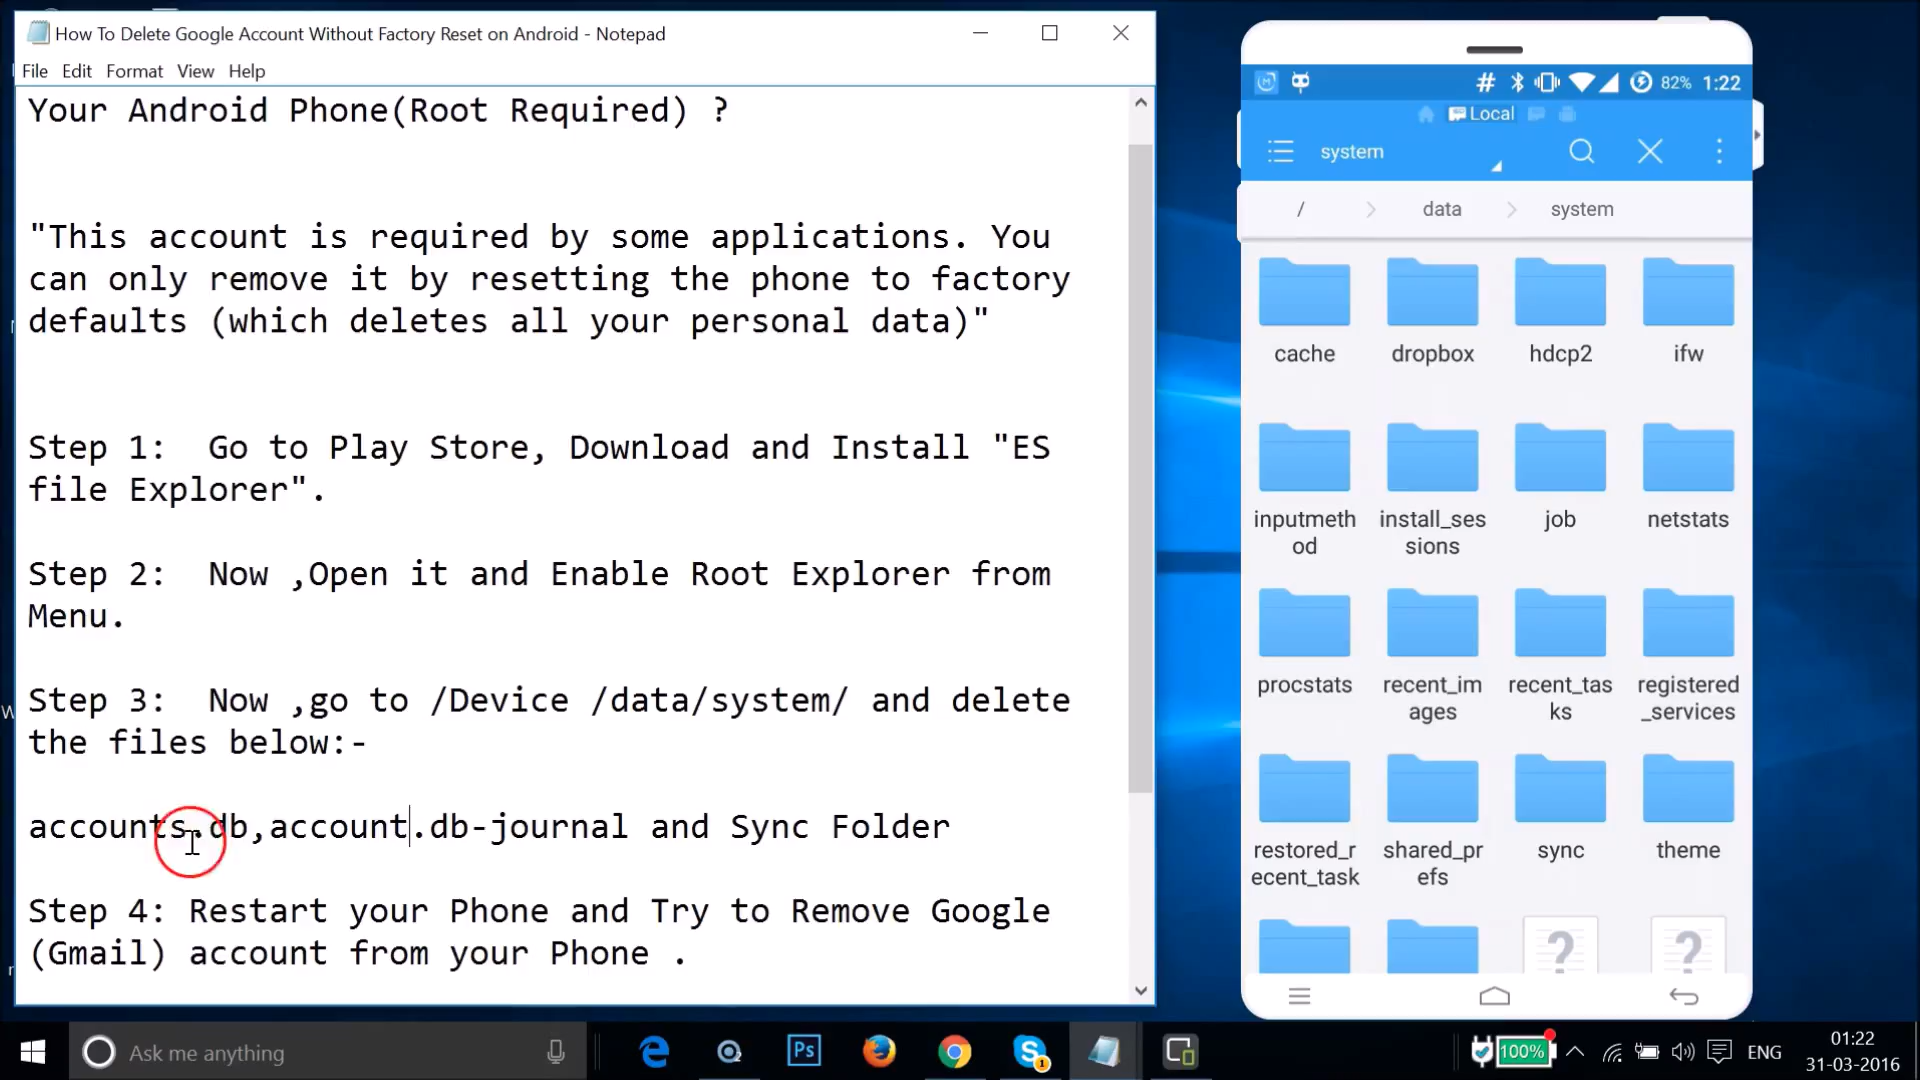 How To Delete Google Account Without Factory Reset on Android - Notepad
File Edit Format View Help
Your Android Phone(Root Required) ?
"This account is required by some applications. You
can only remove it by resetting the phone to factory
defaults (which deletes all your personal data)"
Step 1:  Go to Play Store, Download and Install "ES
file Explorer".
Step 2:  Now ,Open it and Enable Root Explorer from
Menu.
Step 3:  Now ,go to /Device /data/system/ and delete
the files below:-
accounts.db,account.db-journal and Sync Folder
Step 4: Restart your Phone and Try to Remove Google
(Gmail) account from your Phone .
82% 1:22
Local
system
/ data system
cache dropbox hdcp2 ifw
inputmeth install_ses job netstats
od sions
procstats recent_im recent_tas registered
ages ks _services
restored_r shared_pr sync theme
ecent_task efs
Ask me anything
Ps
1
100%
ENG
01:22
31-03-2016